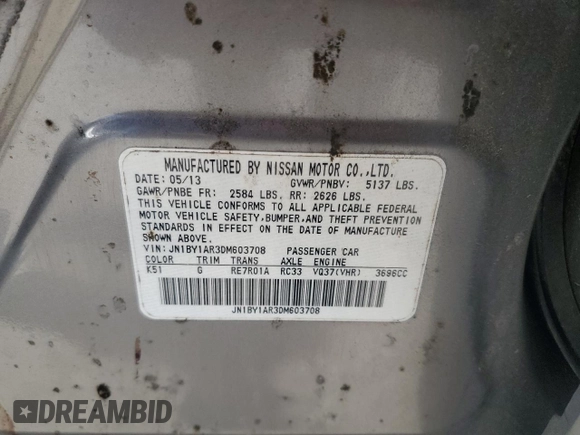 MANUFACTURED BY NISSAN MOTOR CO.,LTD.
DATE: 05/13 GVWR/PNBV: 5137 LBS.
GAWR/PNBE FR: 2584 LBS. RR: 2626 LBS.
THIS VEHICLE CONFORMS TO ALL APPLICABLE FEDERAL
MOTOR VEHICLE SAFETY,BUMPER,AND THEFT PREVENTION
STANDARDS IN EFFECT ON THE DATE OF MANUFACTURE
SHOWN ABOVE.
VIN: JN1BY1AR3DM603708 PASSENGER CAR
COLOR TRIM TRANS AXLE ENGINE
K51 G RE7R01A RC33 VQ37(VHR) 3696CC
JN1BY1AR3DM603708
DREAMBID